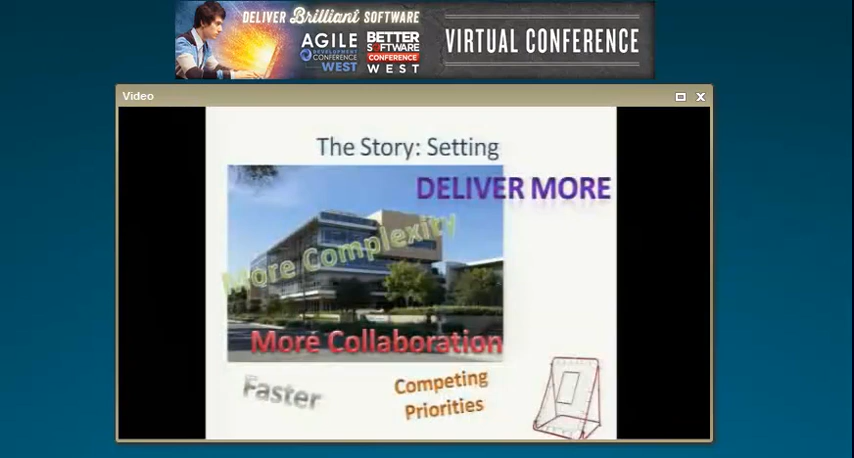 DELIVER Brilliant SOFTWARE
AGILE
DEVELOPMENT
CONFERENCE
WEST
BETTER
SOFTWARE
CONFERENCE
WEST
VIRTUAL CONFERENCE
Video
The Story: Setting
DELIVER MORE
More Complexity
More Collaboration
Faster
Competing
Priorities